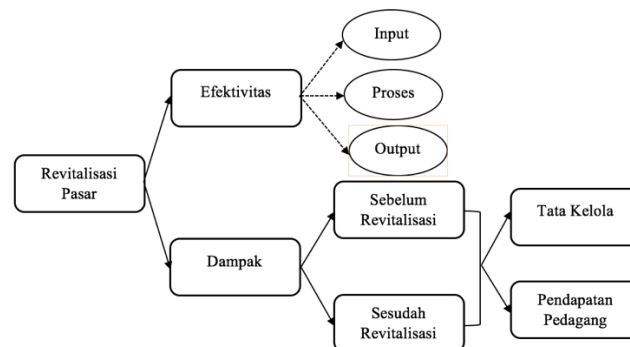 Input
Efektivitas
Proses
Output
Revitalisasi
Pasar
Sebelum
Revitalisasi
Tata Kelola
Dampak
Sesudah
Revitalisasi
Pendapatan
Pedagang